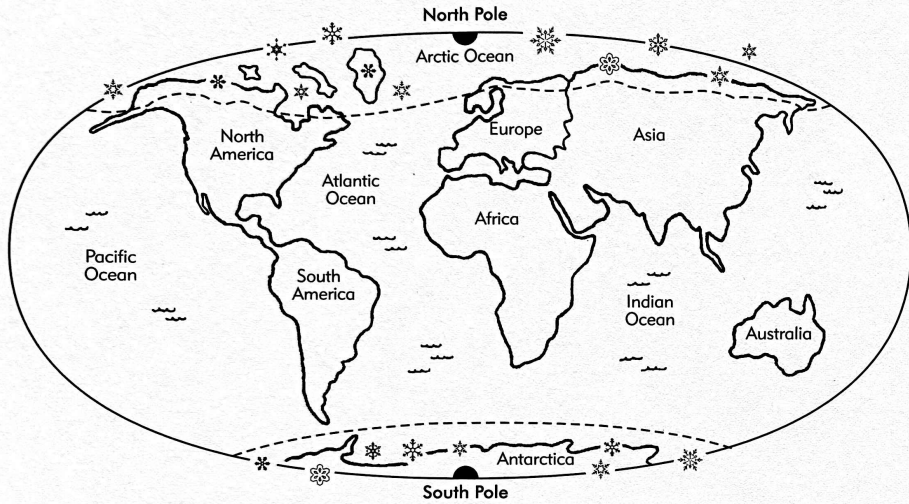 North Pole
Arctic Ocean
North
America
Europe
Asia
Atlantic
Ocean
Africa
Pacific
Ocean
South
America
Indian
Ocean
Australia
Antarctica
South Pole